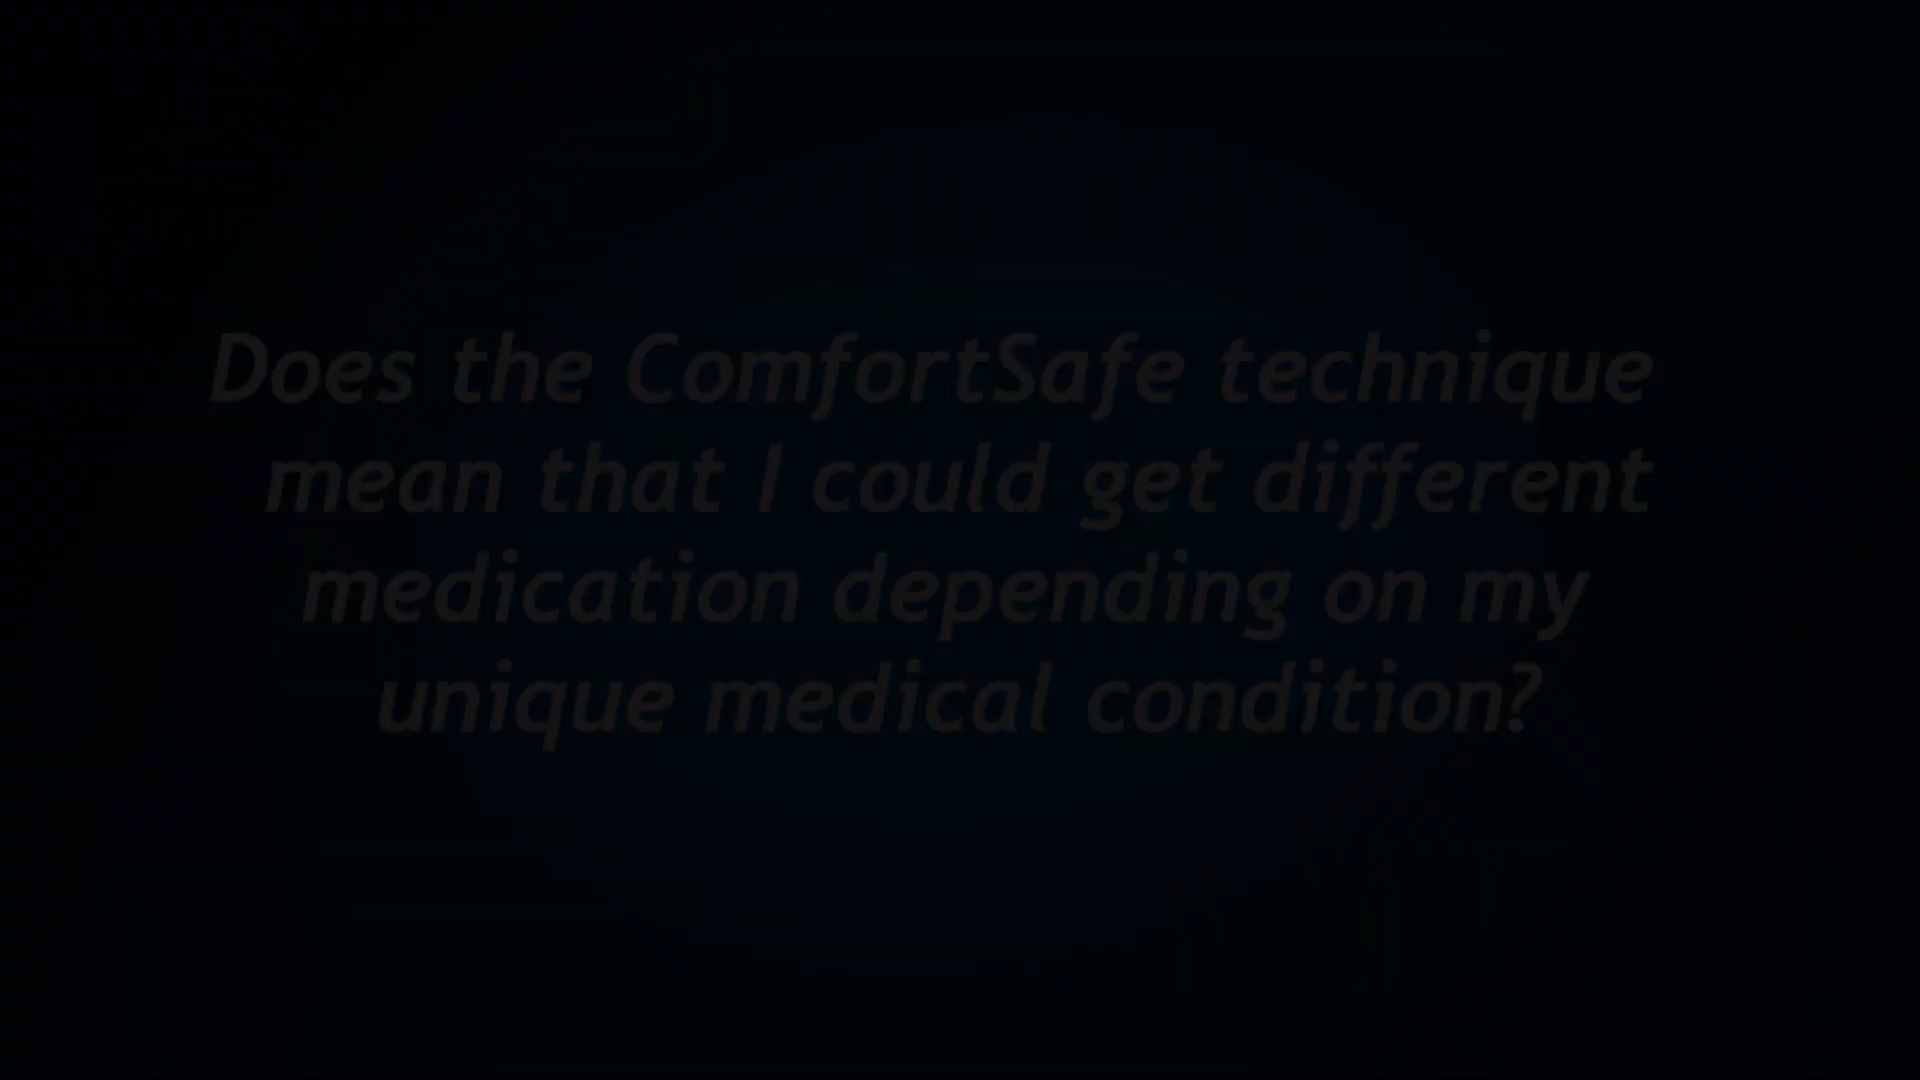 Does the ComfortSafe technique
mean that I could get different
medication depending on my
unique medical condition?